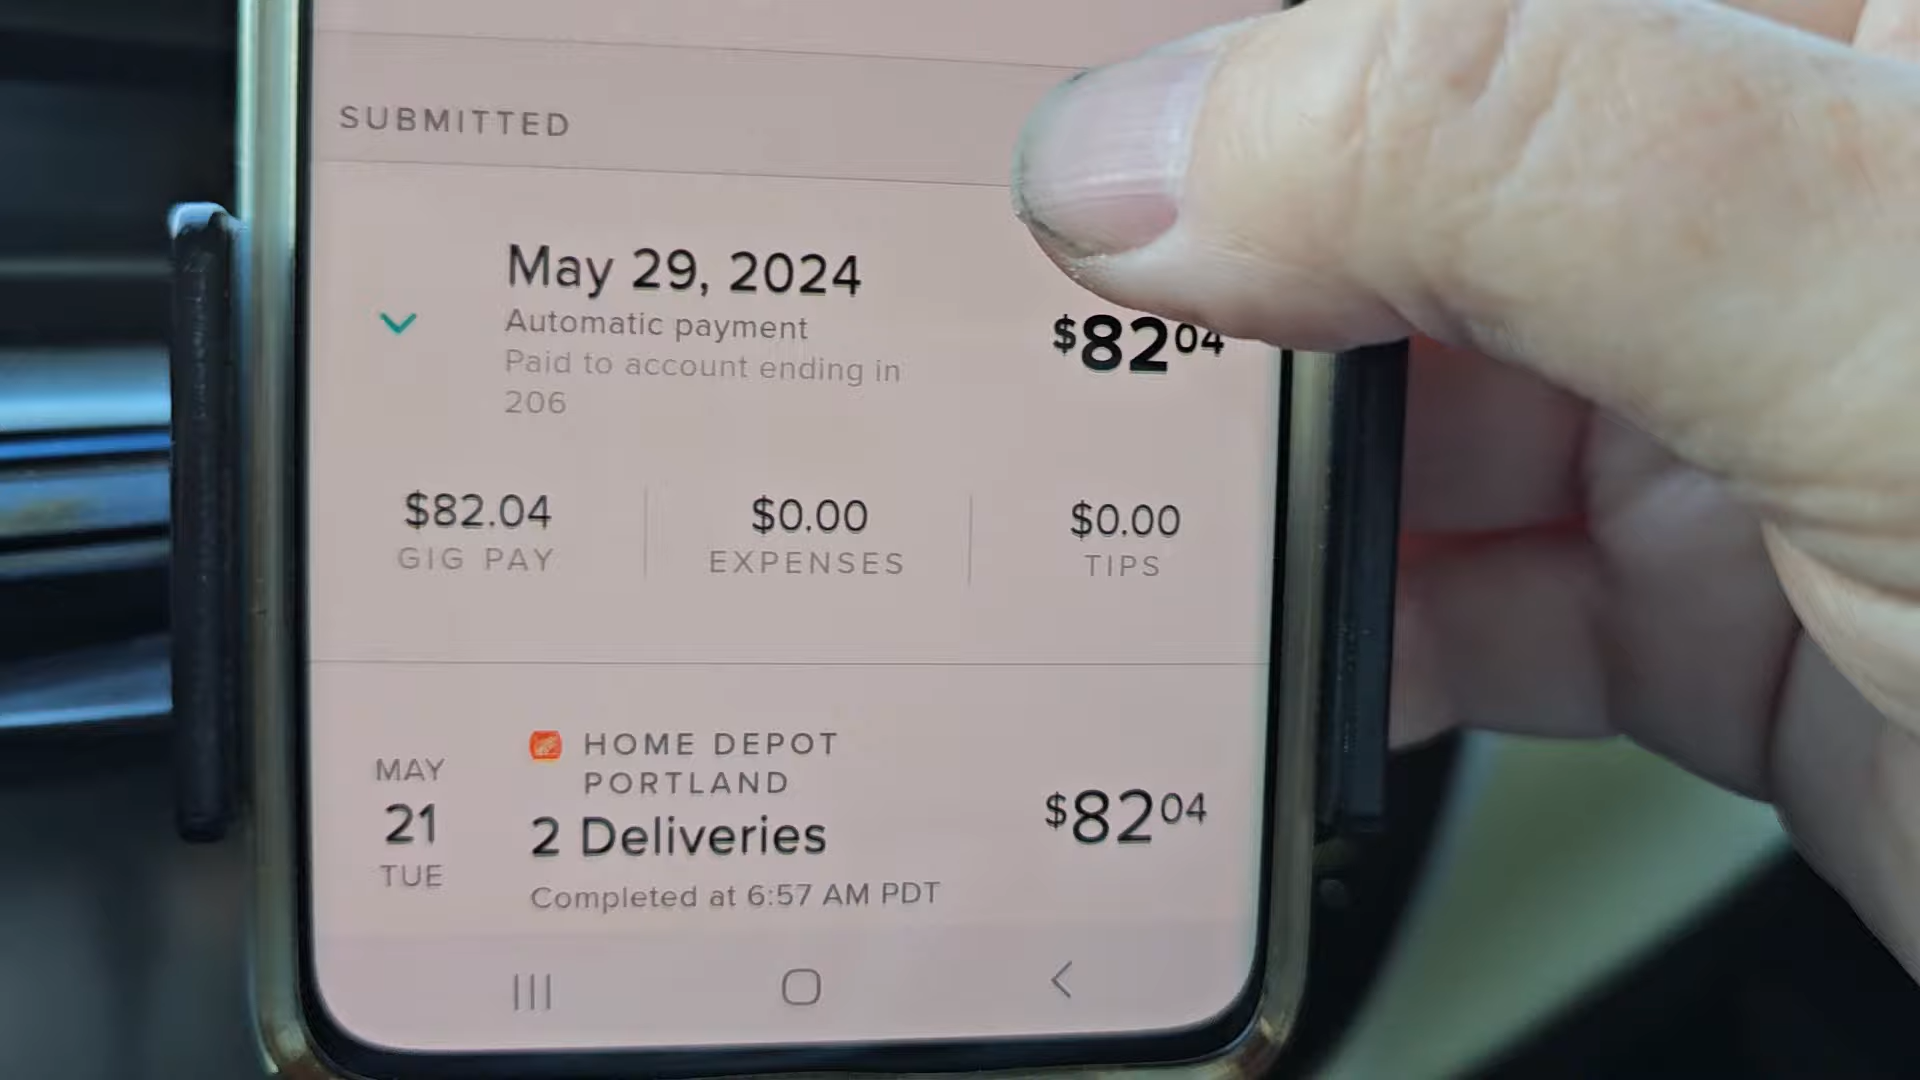 SUBMITTED
May 29, 2024
Automatic payment
$82.04
Paid to account ending in
206
$82.04
GIG PAY
$0.00
EXPENSES
$0.00
TIPS
MAY
21
TUE
HOME DEPOT
PORTLAND
2 Deliveries
Completed at 6:57 AM PDT
$82.04